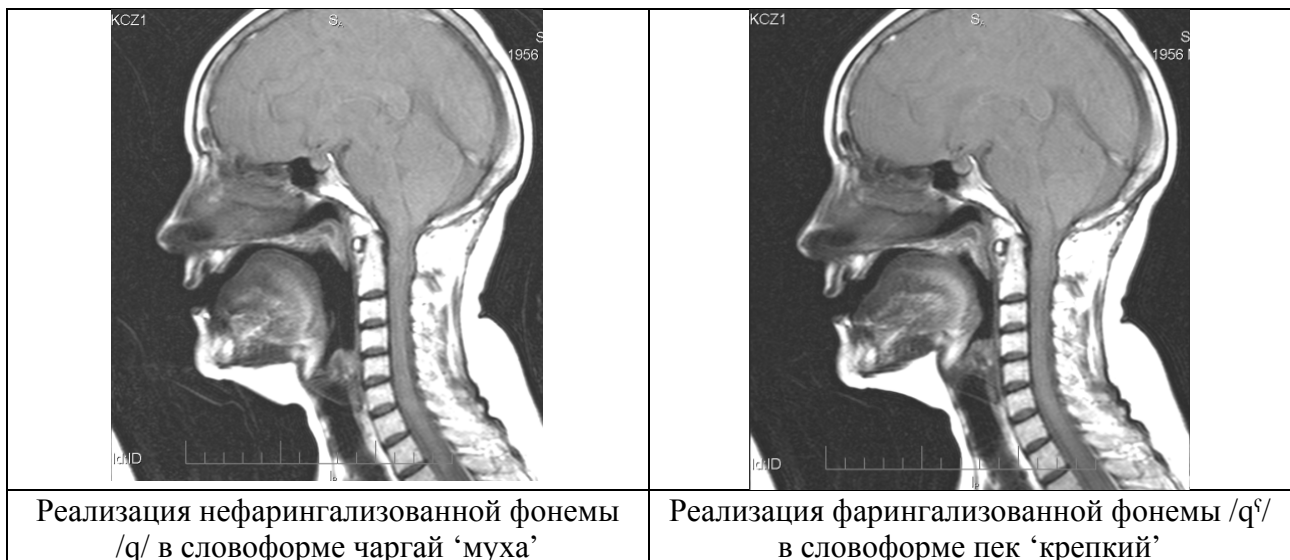 KCZ1
S
S
1956
Id:ID
KCZ1
S
S
1956
Id:ID
Реализация нефарингализованной фонемы
/q/ в словоформе чаргай ‘муха’
Реализация фарингализованной фонемы /qˤ/
в словоформе пек ‘крепкий’